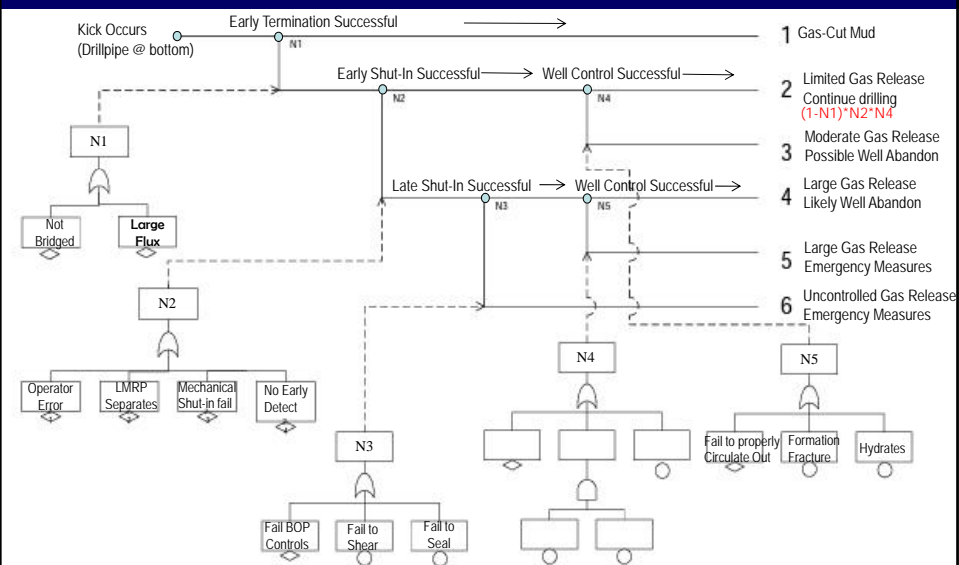 Early Termination Successful
Kick Occurs
(Drillpipe @ bottom)
N1
1 Gas-Cut Mud
Early Shut-In Successful
Well Control Successful
N2
N4
2 Limited Gas Release
Continue drilling
(1-N1)*N2*N4
N1
3 Moderate Gas Release
Possible Well Abandon
Late Shut-In Successful
Well Control Successful
N3
N5
4 Large Gas Release
Likely Well Abandon
Not
Bridged
Large
Flux
5 Large Gas Release
Emergency Measures
N2
6 Uncontrolled Gas Release
Emergency Measures
Operator
Error
LMRP
Separates
Mechanical
Shut-in fail
No Early
Detect
N4
N5
N3
Fail to properly
Circulate Out
Formation
Fracture
Hydrates
Fail BOP
Controls
Fail to
Shear
Fail to
Seal